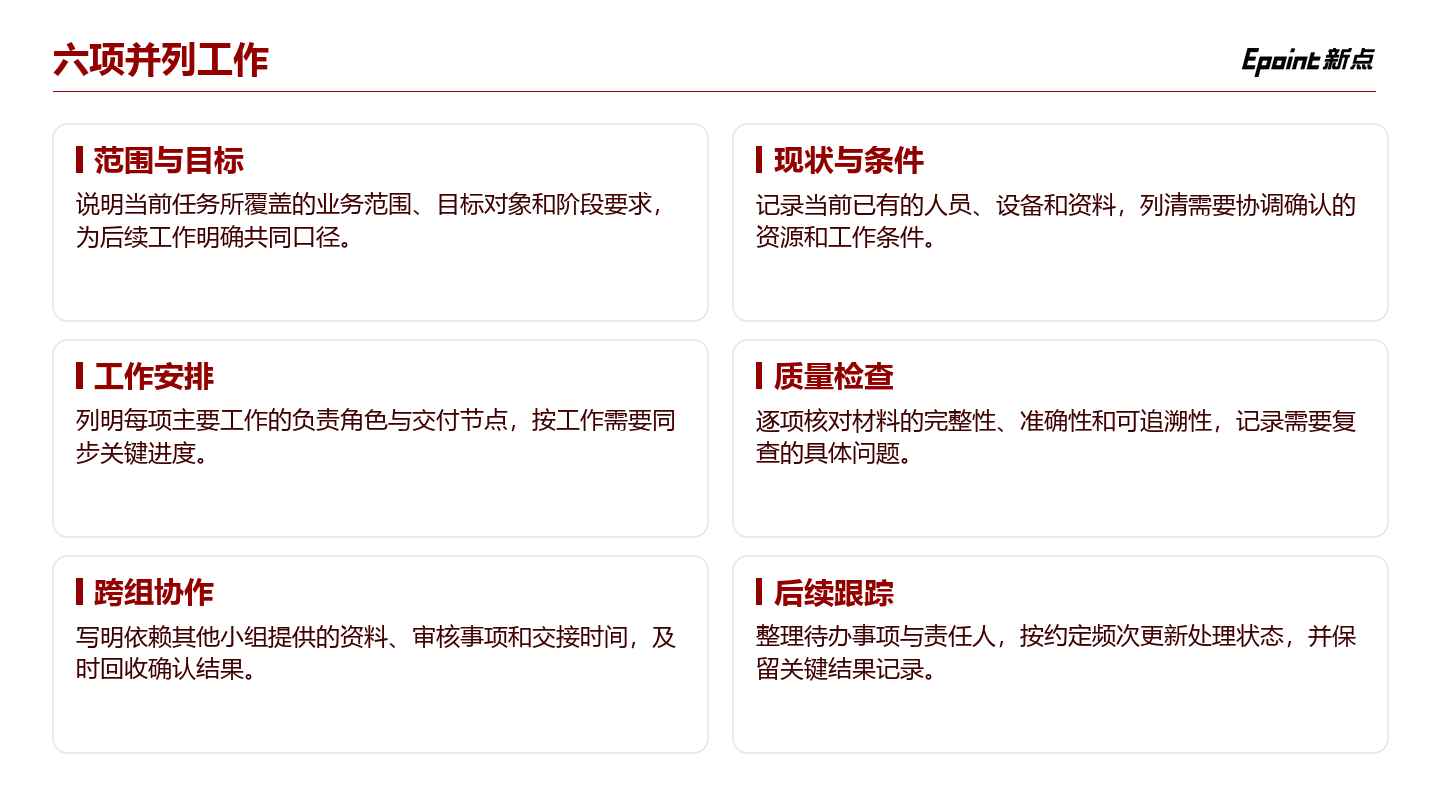 六项并列工作
Epoint新点
范围与目标
说明当前任务所覆盖的业务范围、目标对象和阶段要求，
为后续工作明确共同口径。
现状与条件
记录当前已有的人员、设备和资料，列清需要协调确认的
资源和工作条件。
工作安排
列明每项主要工作的负责角色与交付节点，按工作需要同
步关键进度。
质量检查
逐项核对材料的完整性、准确性和可追溯性，记录需要复
查的具体问题。
跨组协作
写明依赖其他小组提供的资料、审核事项和交接时间，及
时回收确认结果。
后续跟踪
整理待办事项与责任人，按约定频次更新处理状态，并保
留关键结果记录。